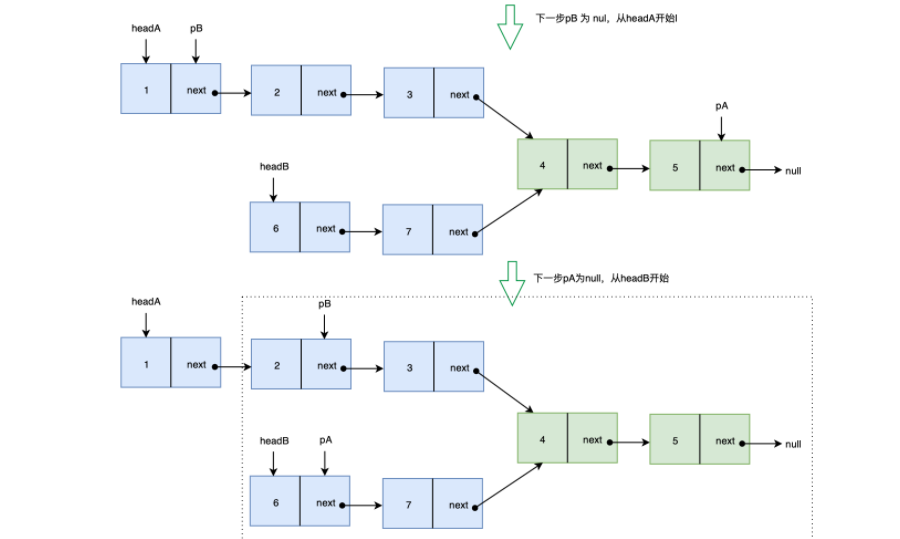 下一步pB 为 nul，从headA开始l
headA
pB
1
next
2
next
3
next
pA
4
next
5
next
null
headB
6
next
7
next
下一步pA为null，从headB开始
headA
pB
1
next
2
next
3
next
4
next
5
next
null
headB
pA
6
next
7
next